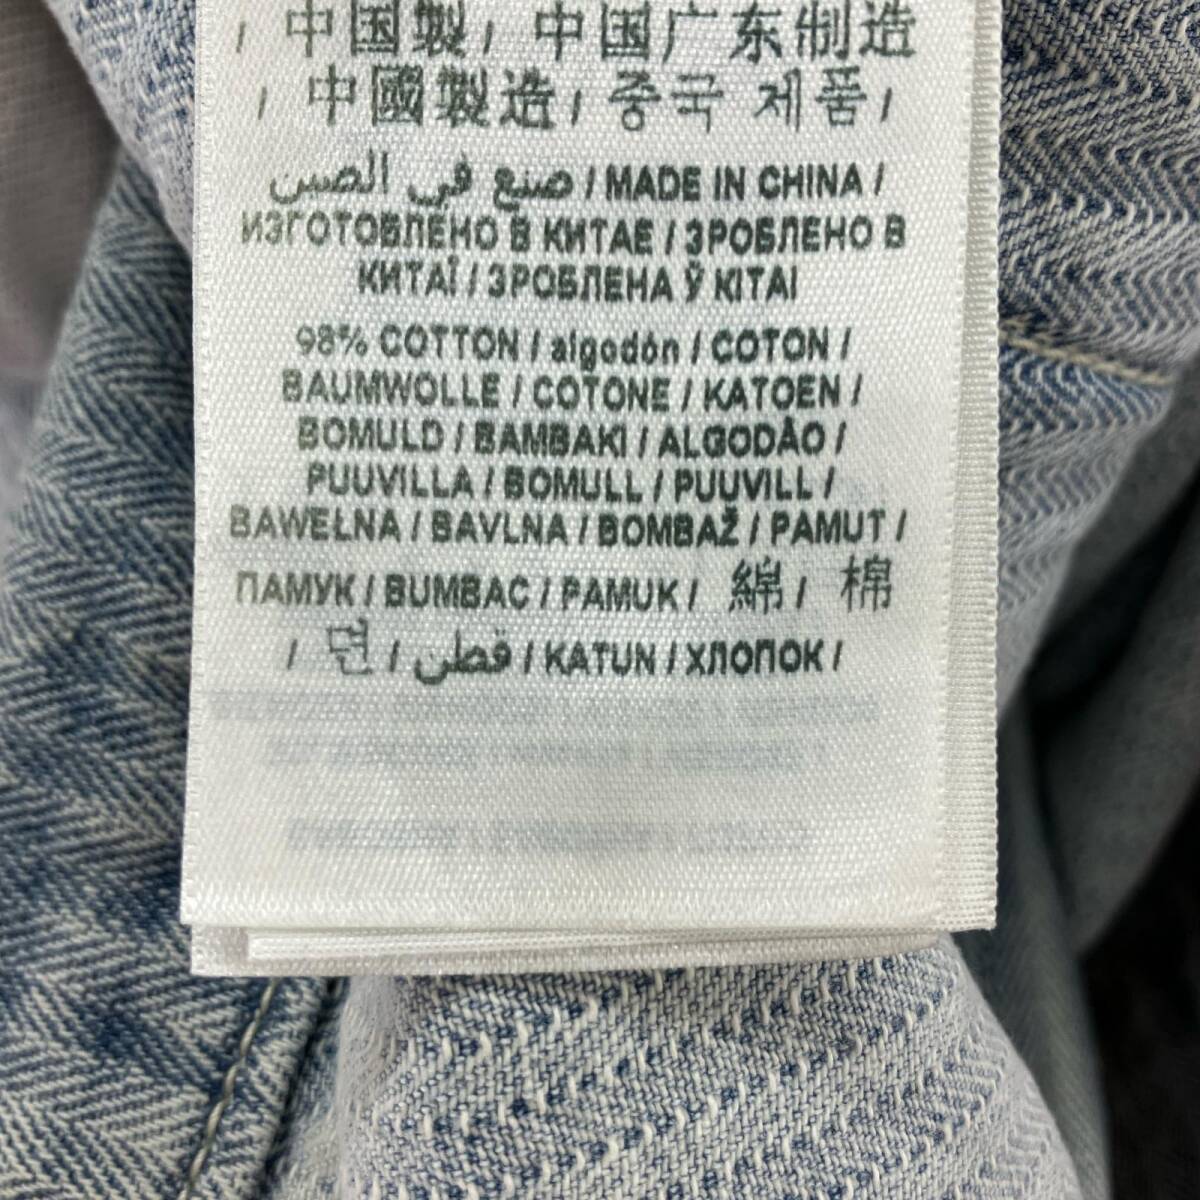 / 中国製 / 中国广东制造
/ 中國製造 / 중국 제품 /
صنع في الصين / MADE IN CHINA /
ИЗГОТОВЛЕНО В КИТАЕ / ЗРОБЛЕНО В
КИТАЇ / ЗРОБЛЕНА Ў КІТАІ
98% COTTON / algodón / COTON /
BAUMWOLLE / COTONE / KATOEN /
BOMULD / BAMBAKI / ALGODÃO /
PUUVILLA / BOMULL / PUUVILL /
BAWEŁNA / BAVLNA / BOMBAŽ / PAMUT /
ПАМУК / BUMBAC / PAMUK / 綿 / 棉
/ 면 / قطن / KATUN / ХЛОПОК /